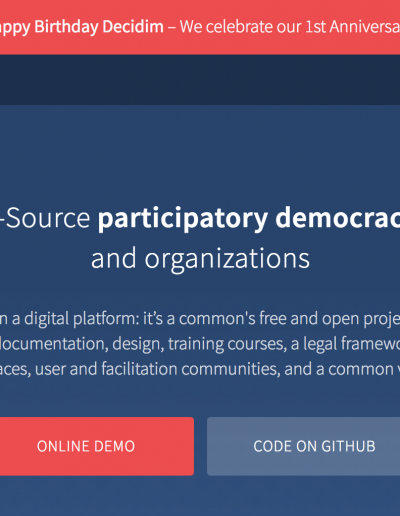 appy Birthday Decidim – We celebrate our 1st Anniversa
-Source participatory democrac
and organizations
n a digital platform: it's a common's free and open proje
documentation, design, training courses, a legal framewo
aces, user and facilitation communities, and a common
ONLINE DEMO
CODE ON GITHUB